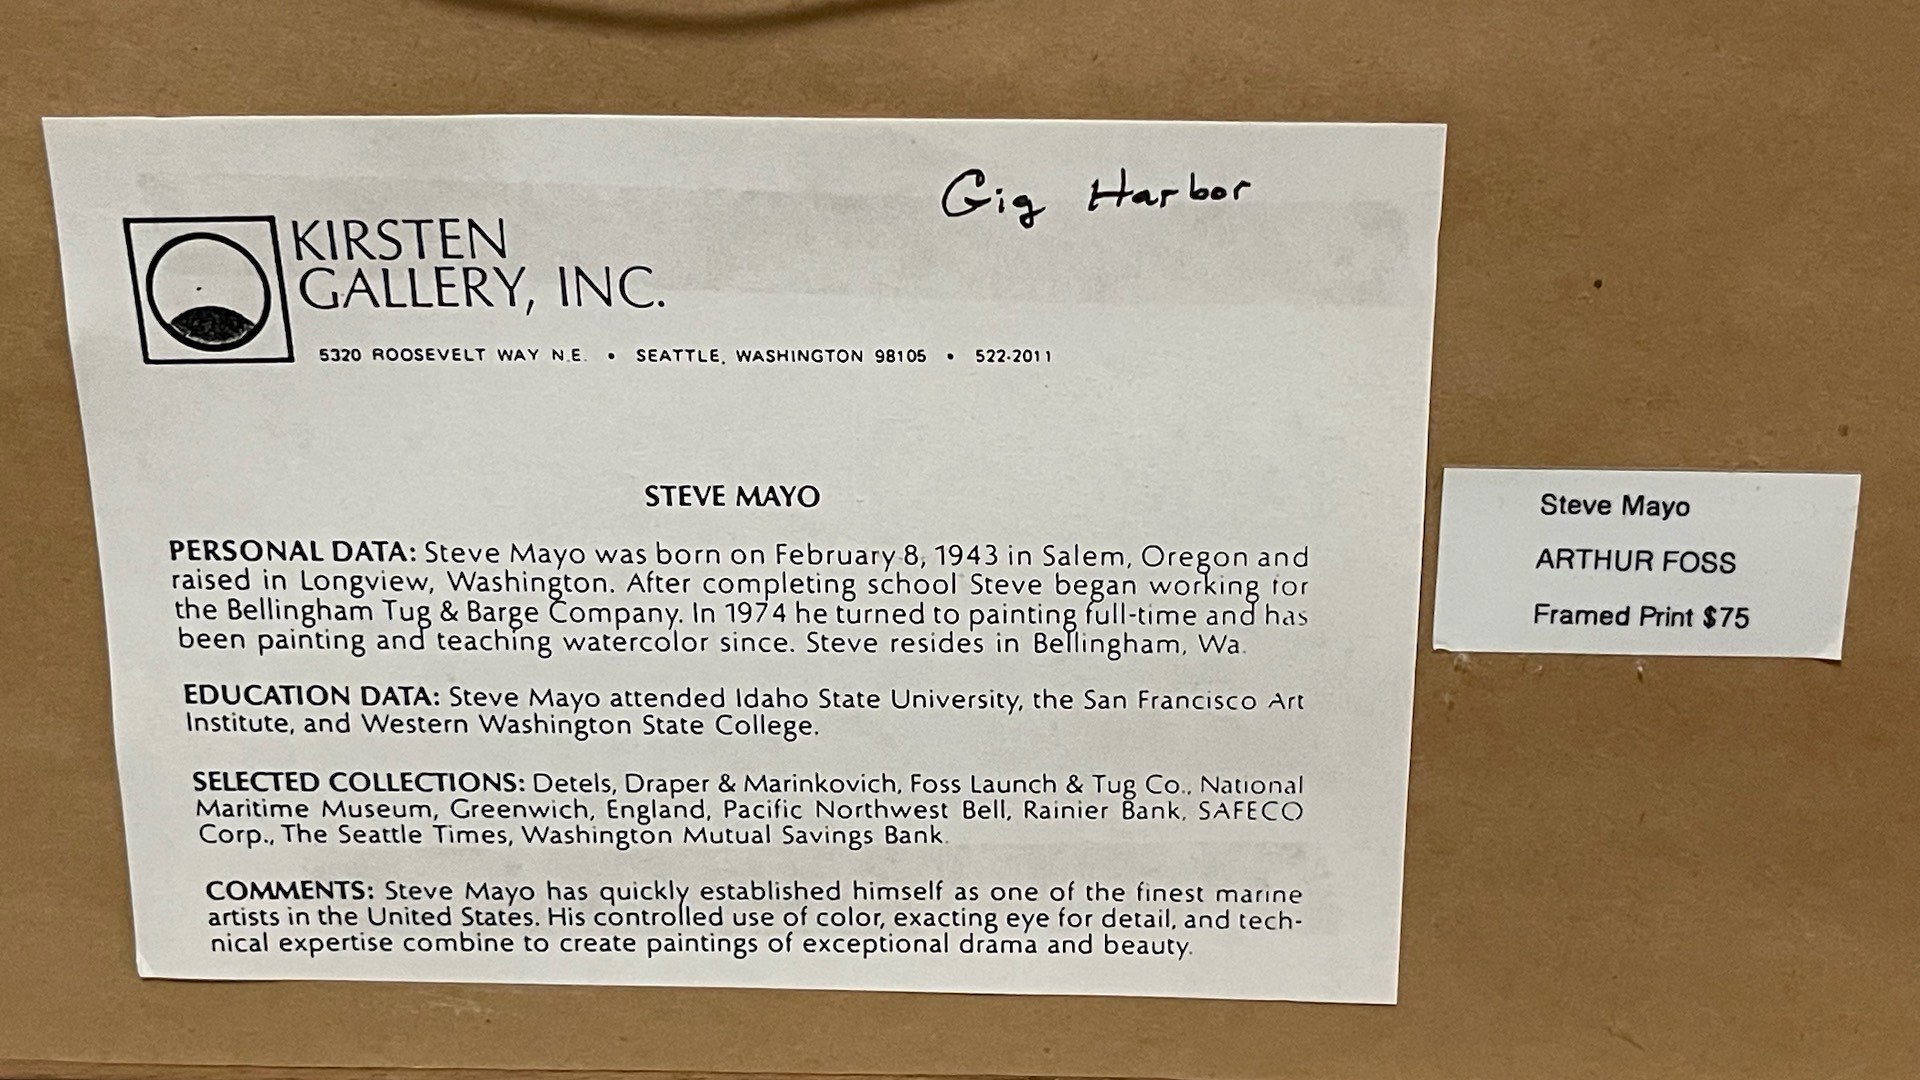 Gig Harbor
KIRSTEN
GALLERY, INC.
5320 ROOSEVELT WAY N.E. • SEATTLE, WASHINGTON 98105 • 522-2011
STEVE MAYO
PERSONAL DATA: Steve Mayo was born on February 8, 1943 in Salem, Oregon and
raised in Longview, Washington. After completing school Steve began working for
the Bellingham Tug & Barge Company. In 1974 he turned to painting full-time and has
been painting and teaching watercolor since. Steve resides in Bellingham, Wa.
EDUCATION DATA: Steve Mayo attended Idaho State University, the San Francisco Art
Institute, and Western Washington State College.
SELECTED COLLECTIONS: Detels, Draper & Marinkovich, Foss Launch & Tug Co., National
Maritime Museum, Greenwich, England, Pacific Northwest Bell, Rainier Bank, SAFECO
Corp., The Seattle Times, Washington Mutual Savings Bank.
COMMENTS: Steve Mayo has quickly established himself as one of the finest marine
artists in the United States. His controlled use of color, exacting eye for detail, and tech-
nical expertise combine to create paintings of exceptional drama and beauty.
Steve Mayo
ARTHUR FOSS
Framed Print $75